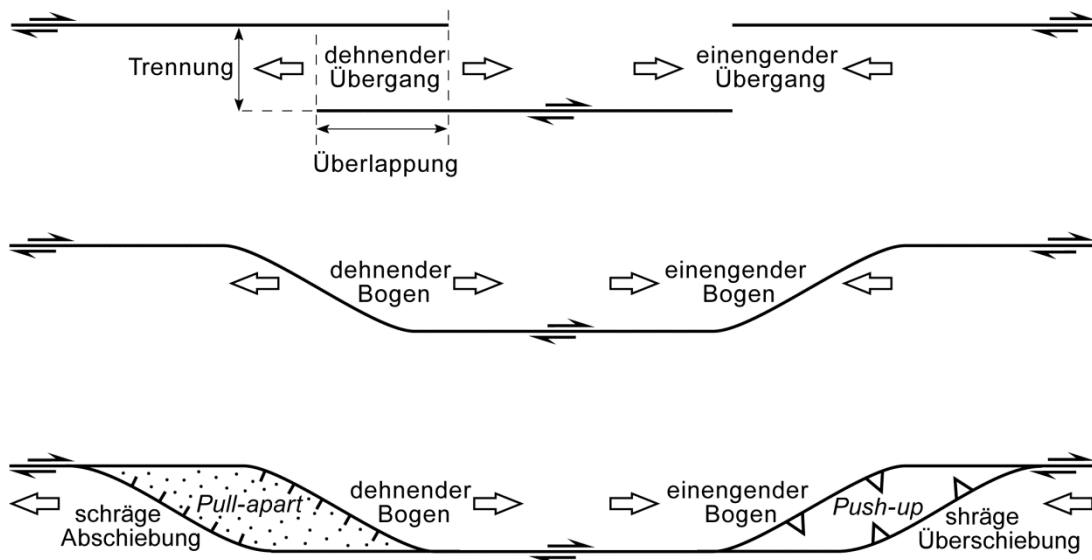 Trennung
dehnender
Übergang
einengender
Übergang
Überlappung
dehnender
Bogen
einengender
Bogen
schräge
Abschiebung
Pull-apart
dehnender
Bogen
einengender
Bogen
Push-up
shräge
Überschiebung